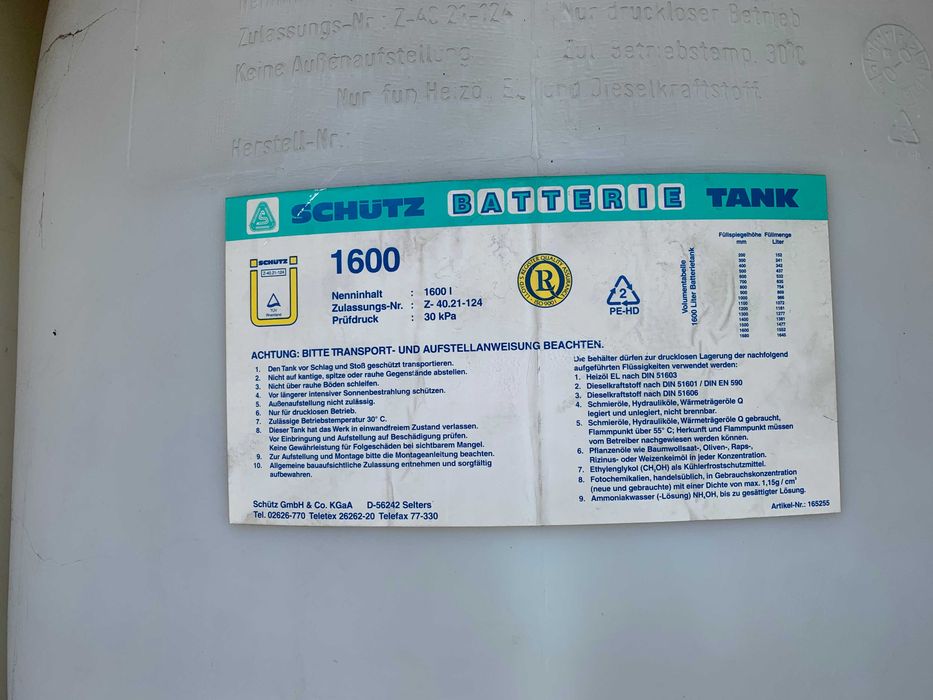 Zulassungs-Nr.: Z-40.21-124
Nur druckloser Betrieb
Keine Außenaufstellung
Zul Betriebstemp. 30°C
Nur für Heizöl EL und Dieselkraftstoff
Herstell-Nr.:
SCHÜTZ BATTERIE TANK
SCHÜTZ
Z-40.21-124
TÜV
Rheinland
1600
Nenninhalt : 1600 l
Zulassungs-Nr. : Z- 40.21-124
Prüfdruck : 30 kPa
LLOYD'S REGISTER QUALITY ASSURANCE
ISO 9001
2
PE-HD
Volumentabelle
1600 Liter Batterietank
Füllspiegelhöhe Füllmenge
mm Liter
ACHTUNG: BITTE TRANSPORT- UND AUFSTELLANWEISUNG BEACHTEN.
1. Den Tank vor Schlag und Stoß geschützt transportieren.
2. Nicht auf kantige, spitze oder rauhe Gegenstände abstellen.
3. Nicht über rauhe Böden schleifen.
4. Vor längerer intensiver Sonnenbestrahlung schützen.
5. Außenaufstellung nicht zulässig.
6. Nur für drucklosen Betrieb.
7. Zulässige Betriebstemperatur 30° C.
8. Dieser Tank hat das Werk in einwandfreiem Zustand verlassen.
Vor Einbringung und Aufstellung auf Beschädigung prüfen.
Keine Gewährleistung für Folgeschäden bei sichtbarem Mangel.
9. Zur Aufstellung und Montage bitte die Montageanleitung beachten.
10. Allgemeine bauaufsichtliche Zulassung entnehmen und sorgfältig
aufbewahren.
Schütz GmbH & Co. KGaA D-56242 Selters
Tel. 02626-770 Teletex 26262-20 Telefax 77-330
Die Behälter dürfen zur drucklosen Lagerung der nachfolgend
aufgeführten Flüssigkeiten verwendet werden:
1. Heizöl EL nach DIN 51603
2. Dieselkraftstoff nach DIN 51601 / DIN EN 590
3. Dieselkraftstoff nach DIN 51606
4. Schmieröle, Hydrauliköle, Wärmeträgeröle Q
legiert und unlegiert, nicht brennbar.
5. Schmieröle, Hydrauliköle, Wärmeträgeröle Q gebraucht,
Flammpunkt über 55° C; Herkunft und Flammpunkt müssen
vom Betreiber nachgewiesen werden können.
6. Pflanzenöle wie Baumwollsaat-, Oliven-, Raps-,
Rizinus- oder Weizenkeimöl in jeder Konzentration.
7. Ethylenglykol (CH₂OH) als Kühlerfrostschutzmittel.
8. Fotochemikalien, handelsüblich, in Gebrauchskonzentration
(neue und gebrauchte) mit einer Dichte von max. 1,15g / cm³
9. Ammoniakwasser (-Lösung) NH₄OH, bis zu gesättigter Lösung.
Artikel-Nr.: 165255